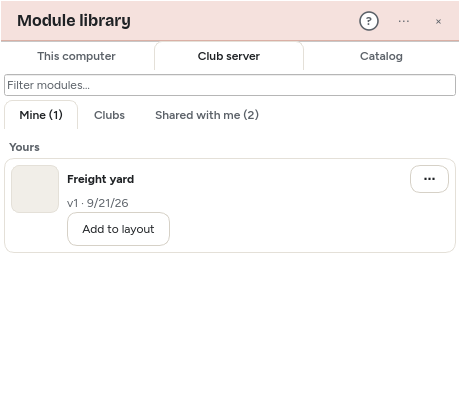 Module library
? ... ×
This computer Club server Catalog
Filter modules...
Mine (1) Clubs Shared with me (2)
Yours
Freight yard ...
v1 · 9/21/26
Add to layout